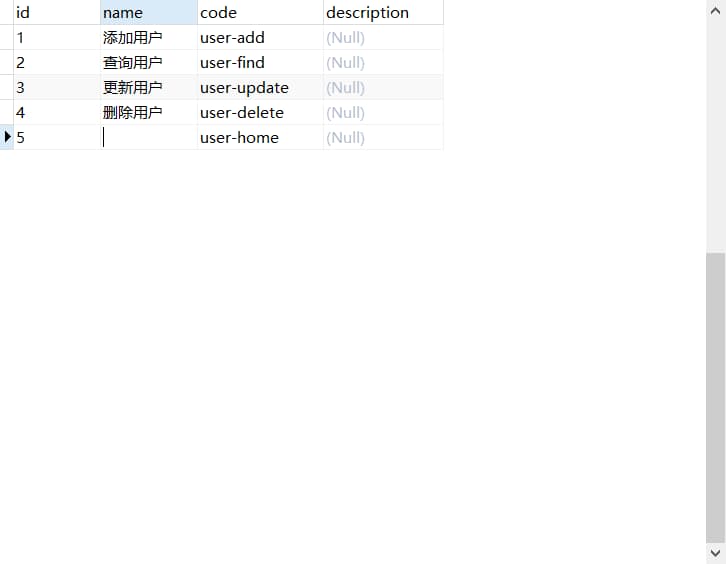 id name code description
1 添加用户 user-add (Null)
2 查询用户 user-find (Null)
3 更新用户 user-update (Null)
4 删除用户 user-delete (Null)
5 user-home (Null)